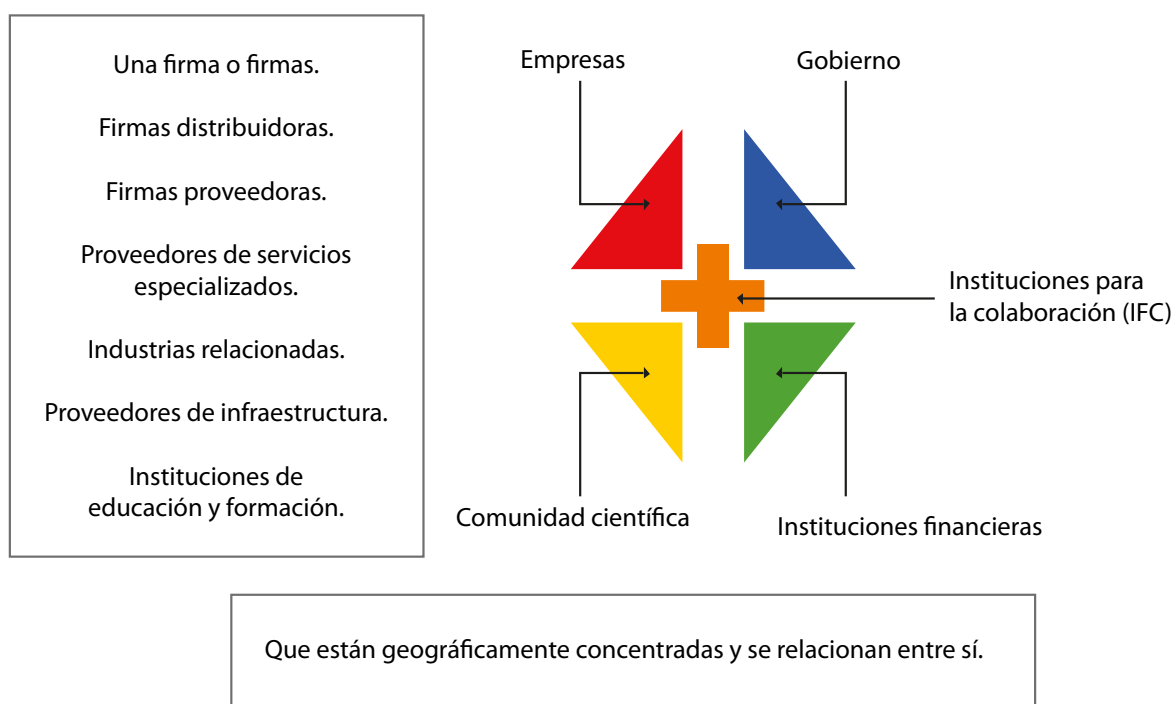 Una firma o firmas.
Firmas distribuidoras.
Firmas proveedoras.
Proveedores de servicios
especializados.
Industrias relacionadas.
Proveedores de infraestructura.
Instituciones de
educación y formación.
Empresas
Gobierno
Instituciones para
la colaboración (IFC)
Comunidad científica
Instituciones financieras
Que están geográficamente concentradas y se relacionan entre sí.